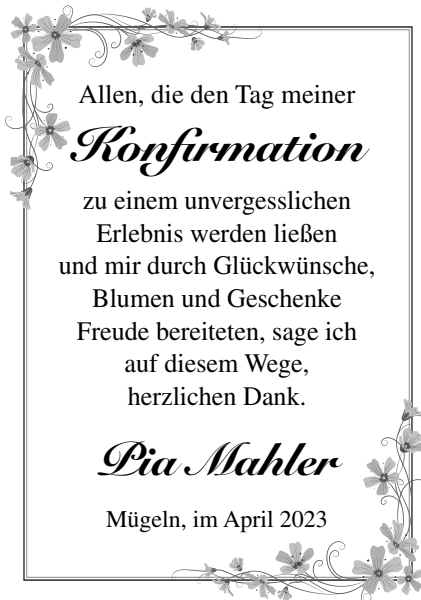 Allen, die den Tag meiner
Konfirmation
zu einem unvergesslichen
Erlebnis werden ließen
und mir durch Glückwünsche,
Blumen und Geschenke
Freude bereiteten, sage ich
auf diesem Wege,
herzlichen Dank.
Pia Mahler
Mügeln, im April 2023